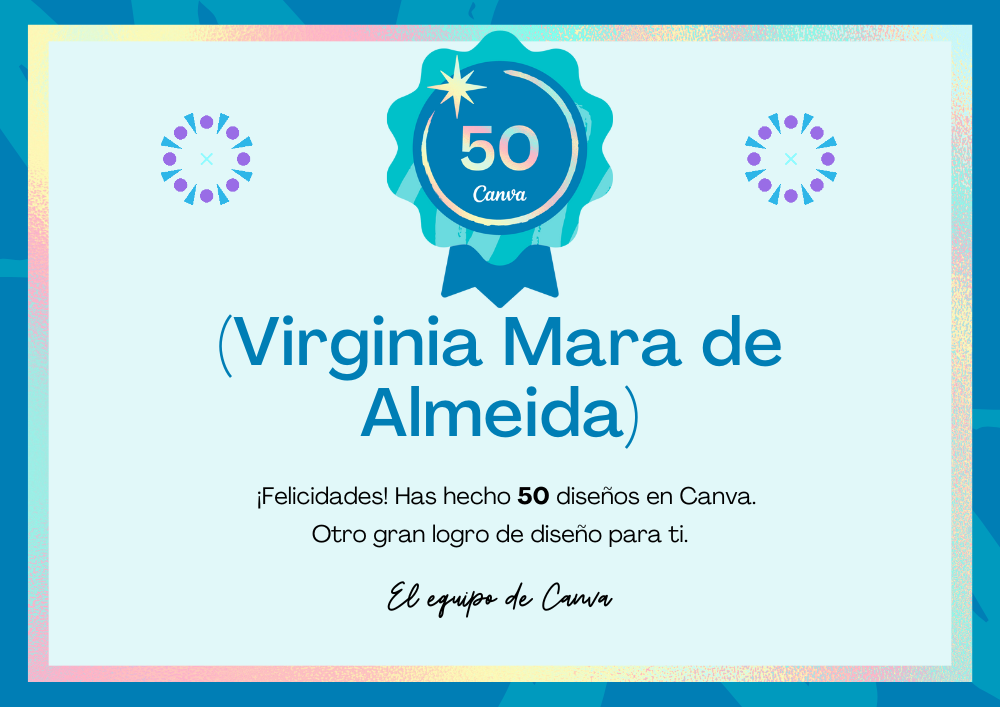 50
Canva
(Virginia Mara de
Almeida)
¡Felicidades! Has hecho 50 diseños en Canva.
Otro gran logro de diseño para ti.
El equipo de Canva